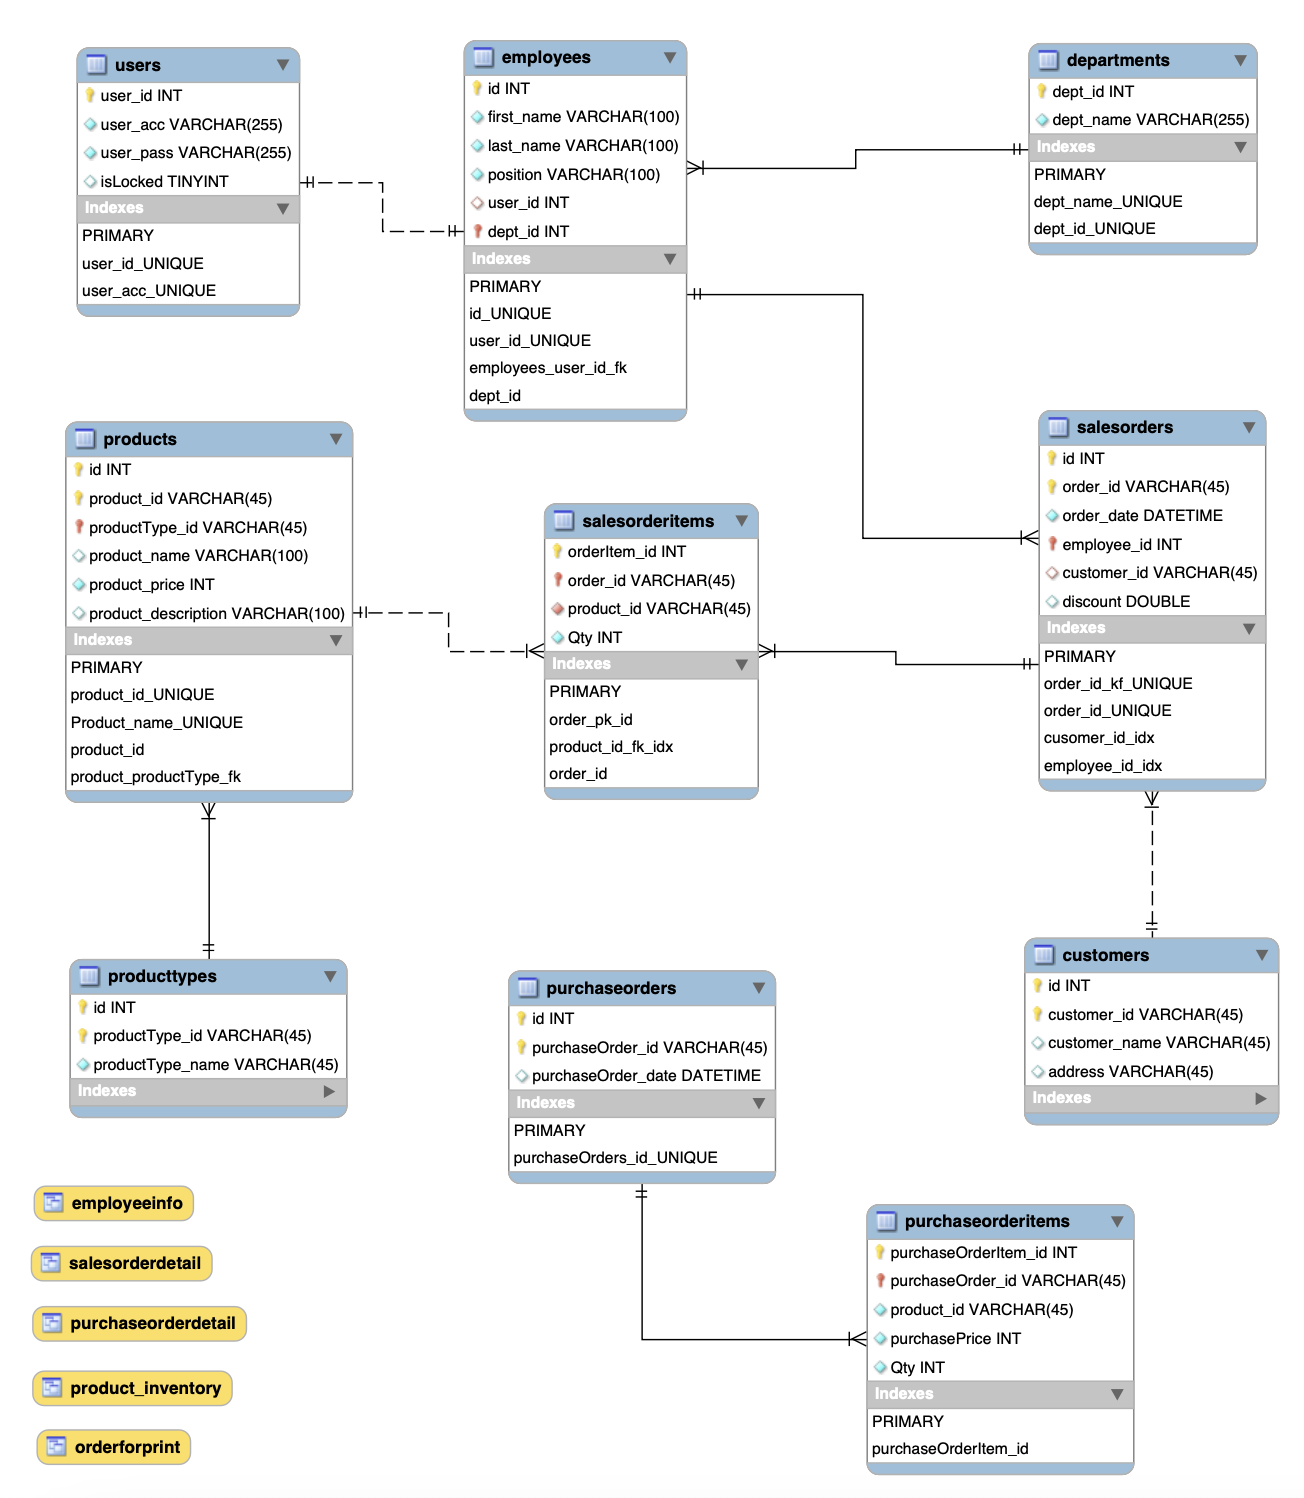 users
user_id INT
user_acc VARCHAR(255)
user_pass VARCHAR(255)
isLocked TINYINT
Indexes
PRIMARY
user_id_UNIQUE
user_acc_UNIQUE
employees
id INT
first_name VARCHAR(100)
last_name VARCHAR(100)
position VARCHAR(100)
user_id INT
dept_id INT
Indexes
PRIMARY
id_UNIQUE
user_id_UNIQUE
employees_user_id_fk
dept_id
departments
dept_id INT
dept_name VARCHAR(255)
Indexes
PRIMARY
dept_name_UNIQUE
dept_id_UNIQUE
products
id INT
product_id VARCHAR(45)
productType_id VARCHAR(45)
product_name VARCHAR(100)
product_price INT
product_description VARCHAR(100)
Indexes
PRIMARY
product_id_UNIQUE
Product_name_UNIQUE
product_id
product_productType_fk
salesorderitems
orderItem_id INT
order_id VARCHAR(45)
product_id VARCHAR(45)
Qty INT
Indexes
PRIMARY
order_pk_id
product_id_fk_idx
order_id
salesorders
id INT
order_id VARCHAR(45)
order_date DATETIME
employee_id INT
customer_id VARCHAR(45)
discount DOUBLE
Indexes
PRIMARY
order_id_kf_UNIQUE
order_id_UNIQUE
cusomer_id_idx
employee_id_idx
producttypes
id INT
productType_id VARCHAR(45)
productType_name VARCHAR(45)
Indexes
purchaseorders
id INT
purchaseOrder_id VARCHAR(45)
purchaseOrder_date DATETIME
Indexes
PRIMARY
purchaseOrders_id_UNIQUE
customers
id INT
customer_id VARCHAR(45)
customer_name VARCHAR(45)
address VARCHAR(45)
Indexes
purchaseorderitems
purchaseOrderItem_id INT
purchaseOrder_id VARCHAR(45)
product_id VARCHAR(45)
purchasePrice INT
Qty INT
Indexes
PRIMARY
purchaseOrderItem_id
employeeinfo
salesorderdetail
purchaseorderdetail
product_inventory
orderforprint